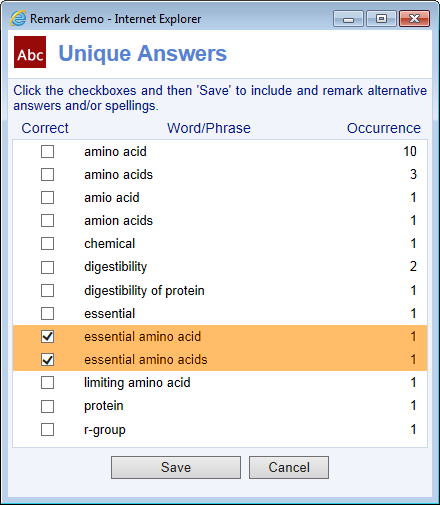 Remark demo - Internet Explorer
Abc Unique Answers
Click the checkboxes and then 'Save' to include and remark alternative
answers and/or spellings.
Correct Word/Phrase Occurrence
amino acid 10
amino acids 3
amio acid 1
amion acids 1
chemical 1
digestibility 2
digestibility of protein 1
essential 1
essential amino acid 1
essential amino acids 1
limiting amino acid 1
protein 1
r-group 1
Save Cancel